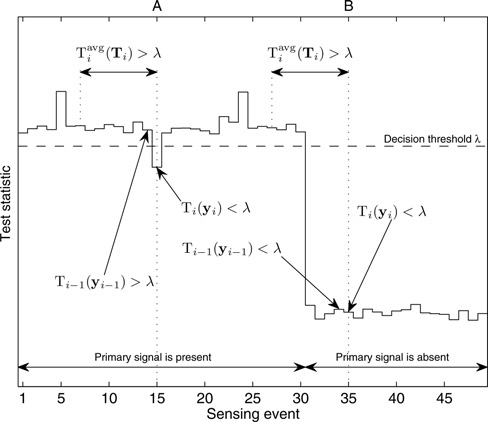 A B
T_i^avg(T_i) > λ T_i^avg(T_i) > λ
Decision threshold λ
T_i(y_i) < λ T_i(y_i) < λ
T_{i−1}(y_{i−1}) < λ
T_{i−1}(y_{i−1}) > λ
Primary signal is present Primary signal is absent
1 5 10 15 20 25 30 35 40 45
Sensing event
Test statistic